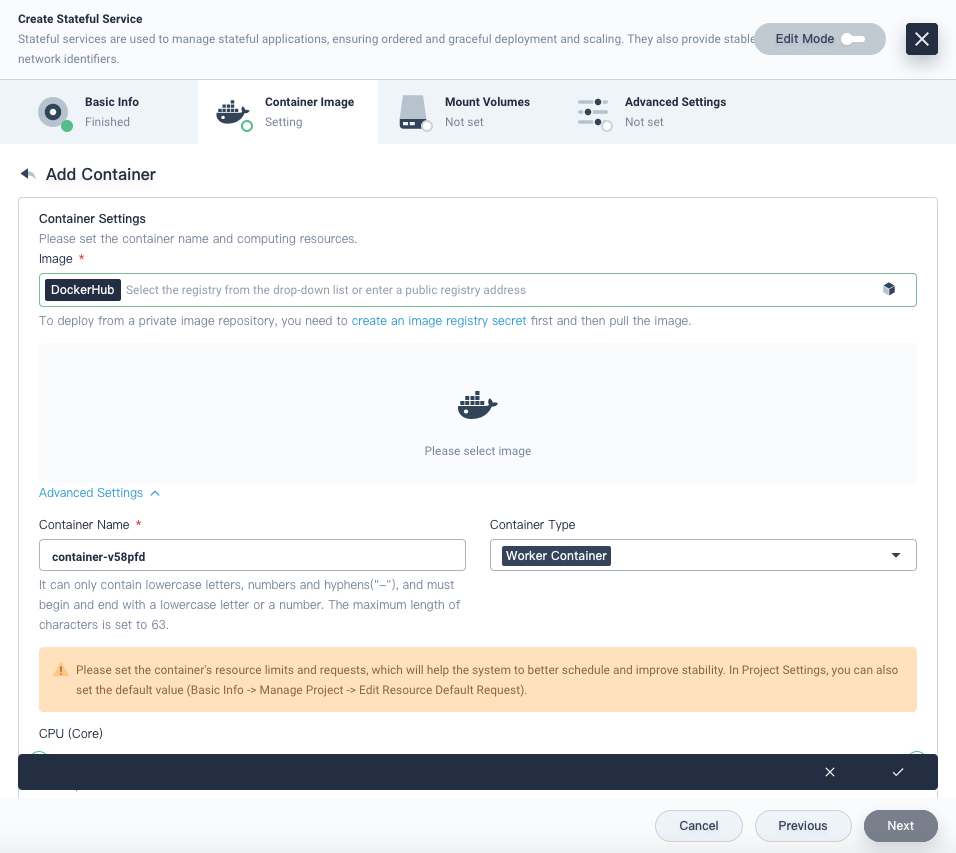 Create Stateful Service
Stateful services are used to manage stateful applications, ensuring ordered and graceful deployment and scaling. They also provide stable
network identifiers.
Edit Mode
Basic Info
Finished
Container Image
Setting
Mount Volumes
Not set
Advanced Settings
Not set
Add Container
Container Settings
Please set the container name and computing resources.
Image *
DockerHub Select the registry from the drop-down list or enter a public registry address
To deploy from a private image repository, you need to create an image registry secret first and then pull the image.
Please select image
Advanced Settings
Container Name *
container-v58pfd
It can only contain lowercase letters, numbers and hyphens("-"), and must
begin and end with a lowercase letter or a number. The maximum length of
characters is set to 63.
Container Type
Worker Container
Please set the container's resource limits and requests, which will help the system to better schedule and improve stability. In Project Settings, you can also
set the default value (Basic Info -> Manage Project -> Edit Resource Default Request).
CPU (Core)
Cancel
Previous
Next